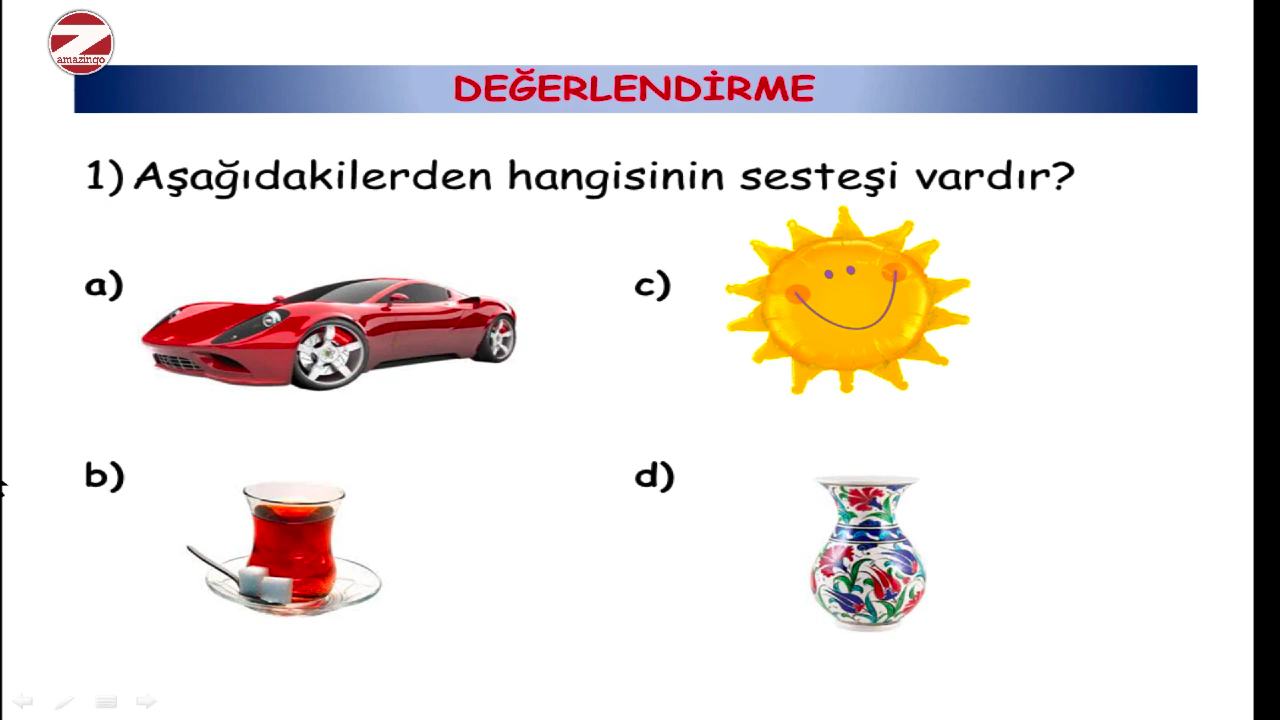 amazingo
DEĞERLENDİRME
1) Aşağıdakilerden hangisinin sesteşi vardır?
a)
c)
b)
d)